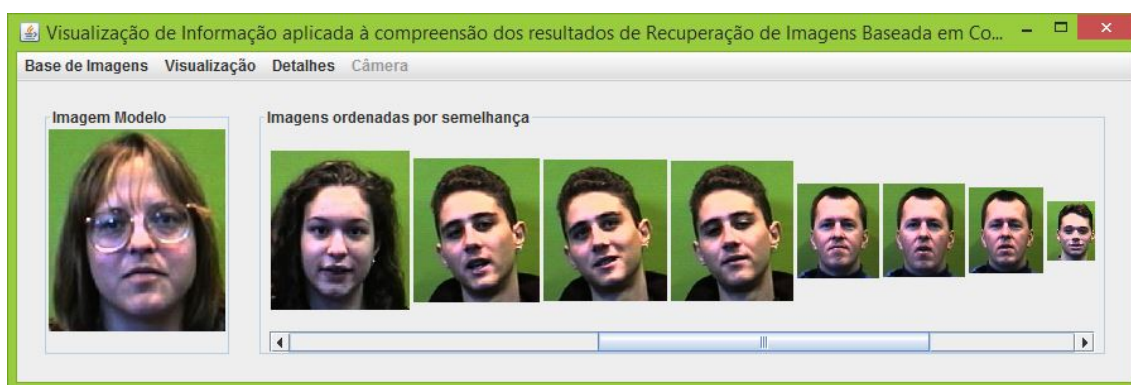 Visualização de Informação aplicada à compreensão dos resultados de Recuperação de Imagens Baseada em Co...
Base de Imagens Visualização Detalhes Câmera
Imagem Modelo
Imagens ordenadas por semelhança